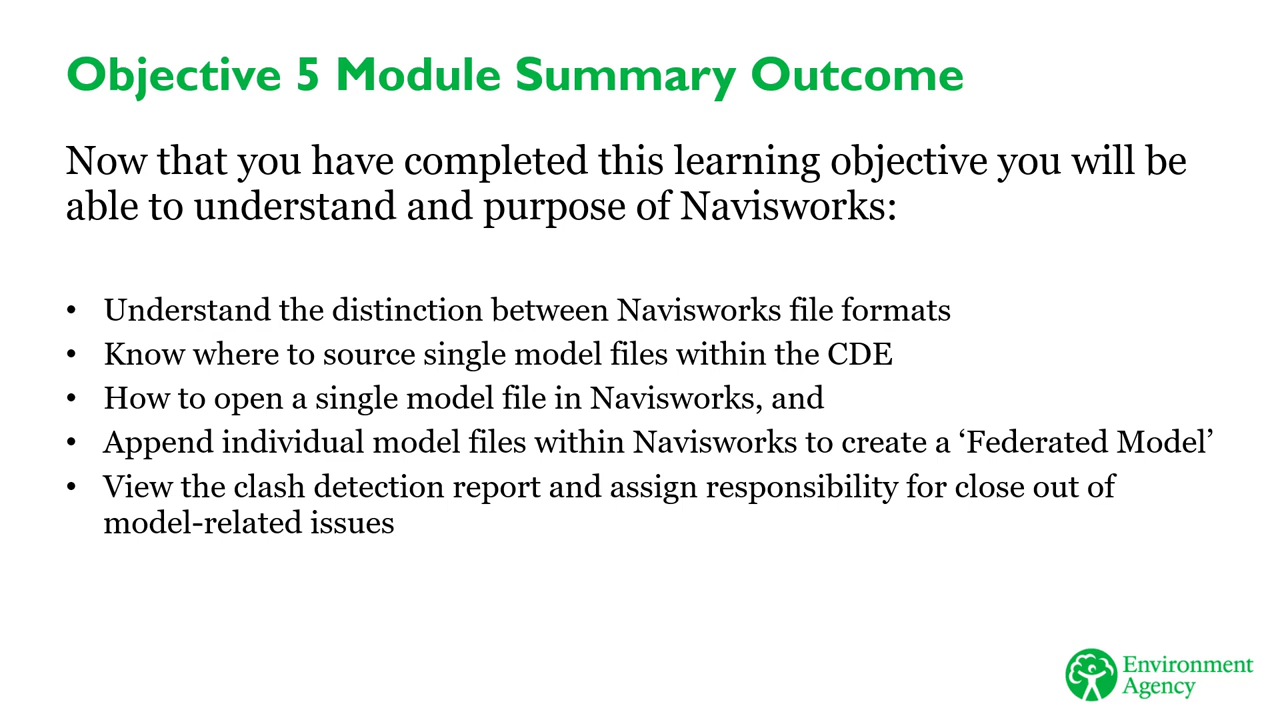 Objective 5 Module Summary Outcome
Now that you have completed this learning objective you will be
able to understand and purpose of Navisworks:
• Understand the distinction between Navisworks file formats
• Know where to source single model files within the CDE
• How to open a single model file in Navisworks, and
• Append individual model files within Navisworks to create a ‘Federated Model’
• View the clash detection report and assign responsibility for close out of
model-related issues
Environment
Agency